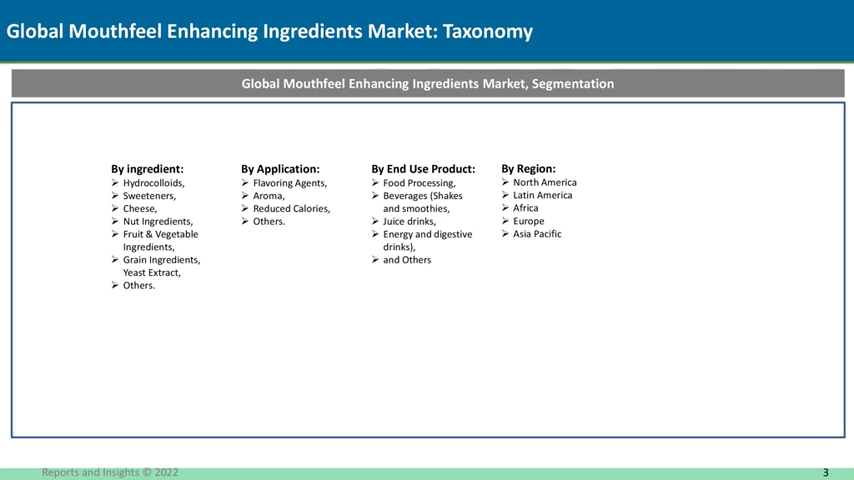 Global Mouthfeel Enhancing Ingredients Market: Taxonomy
Global Mouthfeel Enhancing Ingredients Market, Segmentation
By ingredient:
➢ Hydrocolloids,
➢ Sweeteners,
➢ Cheese,
➢ Nut Ingredients,
➢ Fruit & Vegetable
Ingredients,
➢ Grain Ingredients,
Yeast Extract,
➢ Others.
By Application:
➢ Flavoring Agents,
➢ Aroma,
➢ Reduced Calories,
➢ Others.
By End Use Product:
➢ Food Processing,
➢ Beverages (Shakes
and smoothies,
➢ Juice drinks,
➢ Energy and digestive
drinks),
➢ and Others
By Region:
➢ North America
➢ Latin America
➢ Africa
➢ Europe
➢ Asia Pacific
Reports and Insights © 2022
3